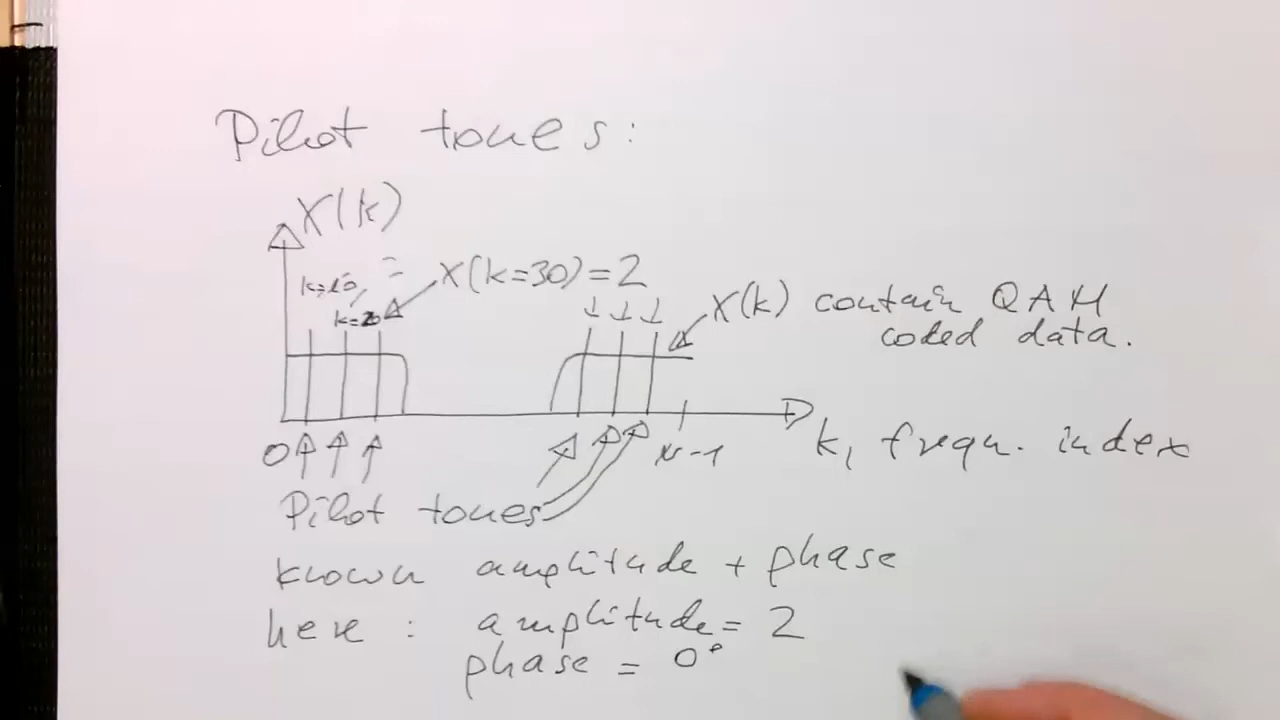 Pilot tones:
X(k)
k=10, =
X(k=30)=2
k=20
X(k) contain QAM
coded data.
0
N-1
k, frequ. index
Pilot tones
known amplitude + phase
here: amplitude = 2
phase = 0°